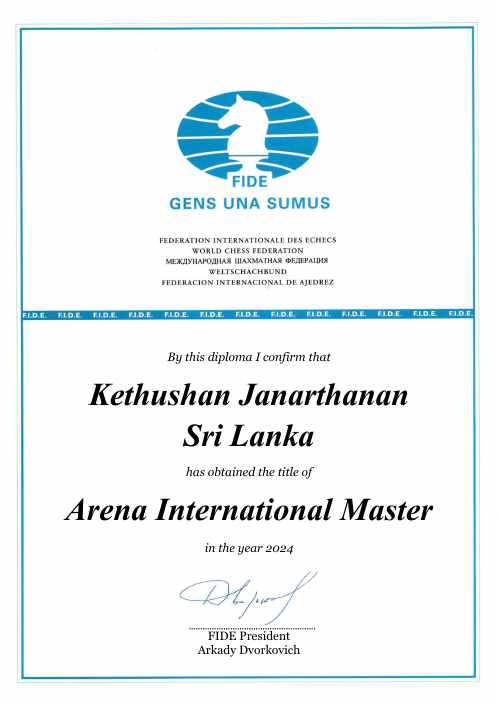 FIDE
GENS UNA SUMUS
FEDERATION INTERNATIONALE DES ECHECS
WORLD CHESS FEDERATION
МЕЖДУНАРОДНАЯ ШАХМАТНАЯ ФЕДЕРАЦИЯ
WELTSCHACHBUND
FEDERACION INTERNACIONAL DE AJEDREZ
F.I.D.E. F.I.D.E. F.I.D.E. F.I.D.E. F.I.D.E. F.I.D.E. F.I.D.E. F.I.D.E. F.I.D.E. F.I.D.E. F.I.D.E. F.I.D.E. F.I.D.E.
By this diploma I confirm that
Kethushan Janarthanan
Sri Lanka
has obtained the title of
Arena International Master
in the year 2024
FIDE President
Arkady Dvorkovich